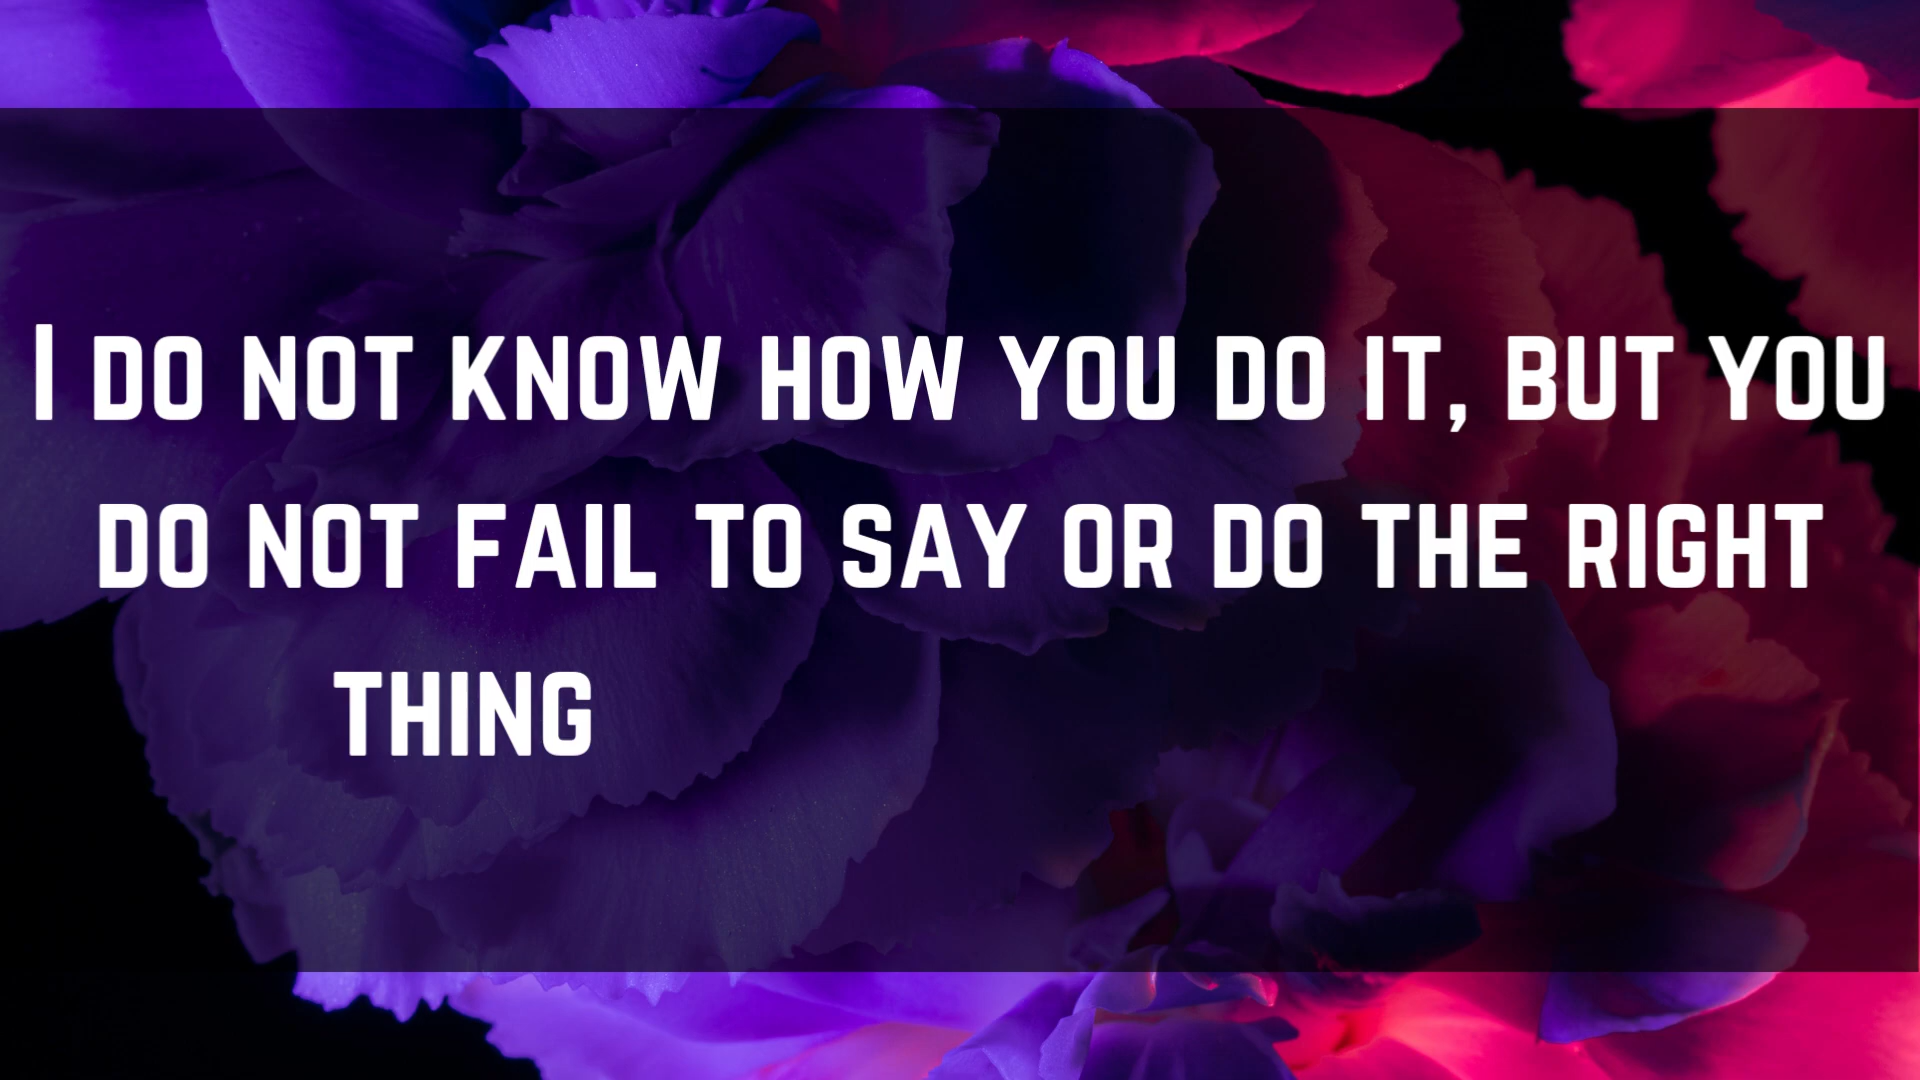 I DO NOT KNOW HOW YOU DO IT, BUT YOU
DO NOT FAIL TO SAY OR DO THE RIGHT
THING